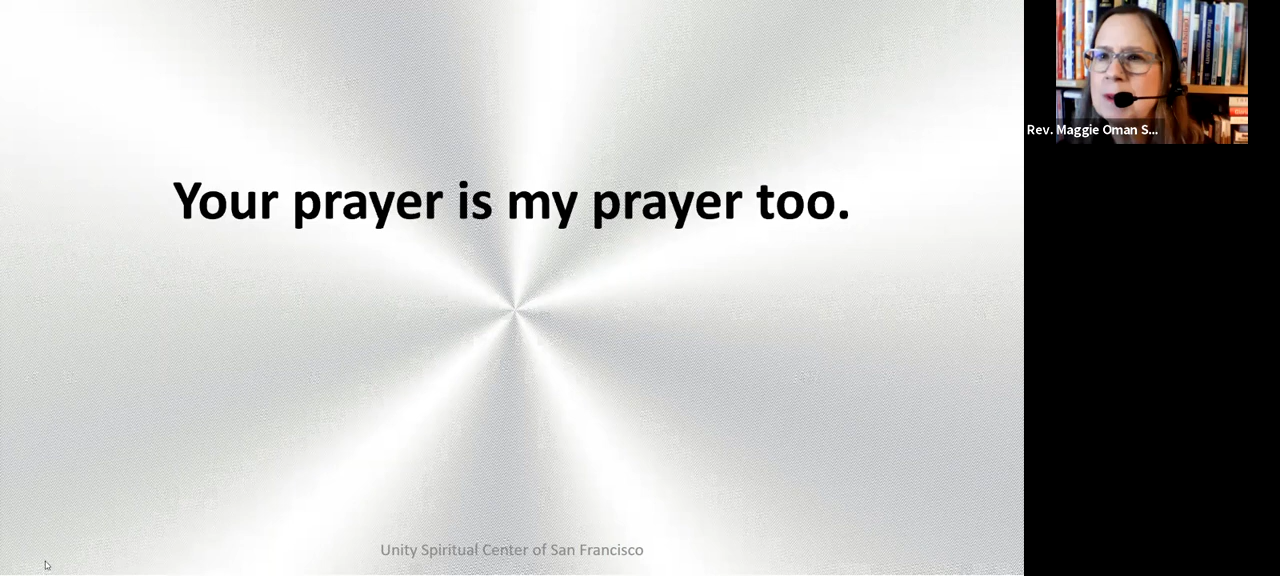 Your prayer is my prayer too.
Rev. Maggie Oman S...
Unity Spiritual Center of San Francisco